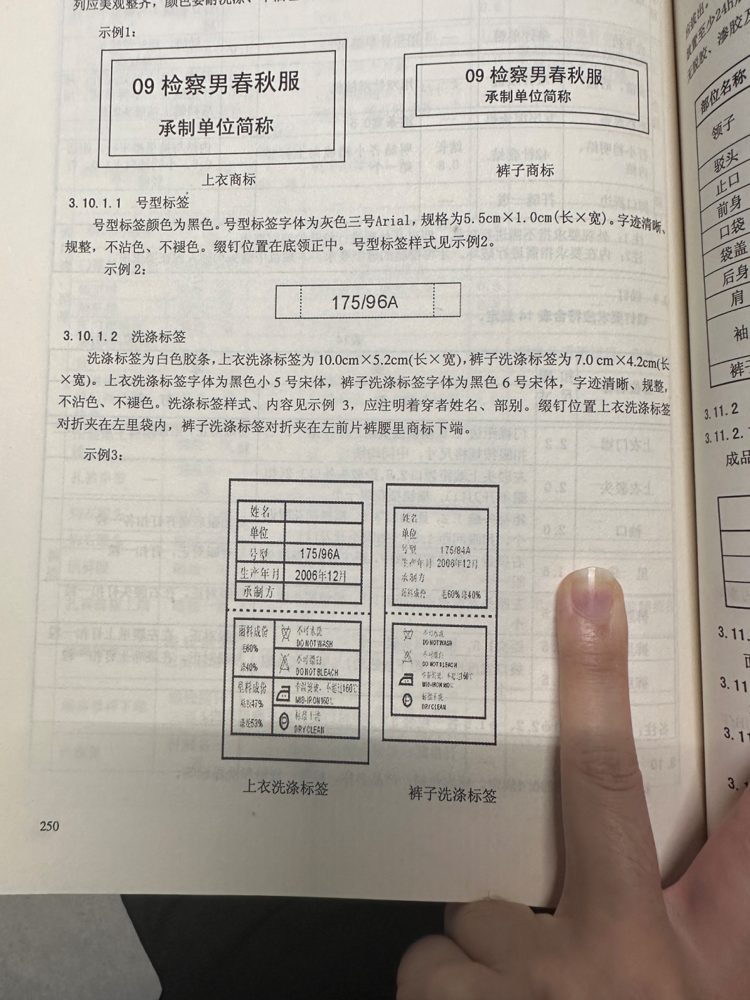 列应美观整齐，颜色要耐洗涤、不沾色
示例1：
09 检察男春秋服
承制单位简称
上衣商标
09 检察男春秋服
承制单位简称
裤子商标
3.10.1.1 号型标签
号型标签颜色为黑色。号型标签字体为灰色三号Arial，规格为5.5cm×1.0cm(长×宽)。字迹清晰、
规整，不沾色、不褪色。缀钉位置在底领正中。号型标签样式见示例2。
示例 2：
175/96A
3.10.1.2 洗涤标签
洗涤标签为白色胶条，上衣洗涤标签为 10.0cm×5.2cm(长×宽)，裤子洗涤标签为 7.0 cm×4.2cm(长
×宽)。上衣洗涤标签字体为黑色小 5 号宋体，裤子洗涤标签字体为黑色 6 号宋体，字迹清晰、规整，
不沾色、不褪色。洗涤标签样式、内容见示例 3，应注明着穿者姓名、部别。缀钉位置上衣洗涤标签
对折夹在左里袋内，裤子洗涤标签对折夹在左前片裤腰里商标下端。
示例3：
姓名
单位
号型 175/96A
生产年月 2006年12月
承制方
面料成份
毛60%
涤40%
不可水洗
DO NOT WASH
不可漂白
DO NOT BLEACH
里料成份
粘胶47%
涤纶53%
中温熨烫，不超过160℃
MID-IRON160℃
标准干洗
DRYCLEAN
上衣洗涤标签
姓名
单位
号型 175/84A
生产年月 2006年12月
承制方
面料成份 毛60%涤40%
不可水洗
DO NOT WASH
不可漂白
DO NOT BLEACH
中温熨烫，不超过160℃
MID-IRON160℃
标准干洗
DRYCLEAN
裤子洗涤标签
250
放置至少24h后
无脱胶、渗胶及
部位名称
领子
驳头
止口
前身
口袋
袋盖
后身
肩
袖
裤子
3.11.2
3.11.2.
成品
3.11.
3.11
3.1
3.